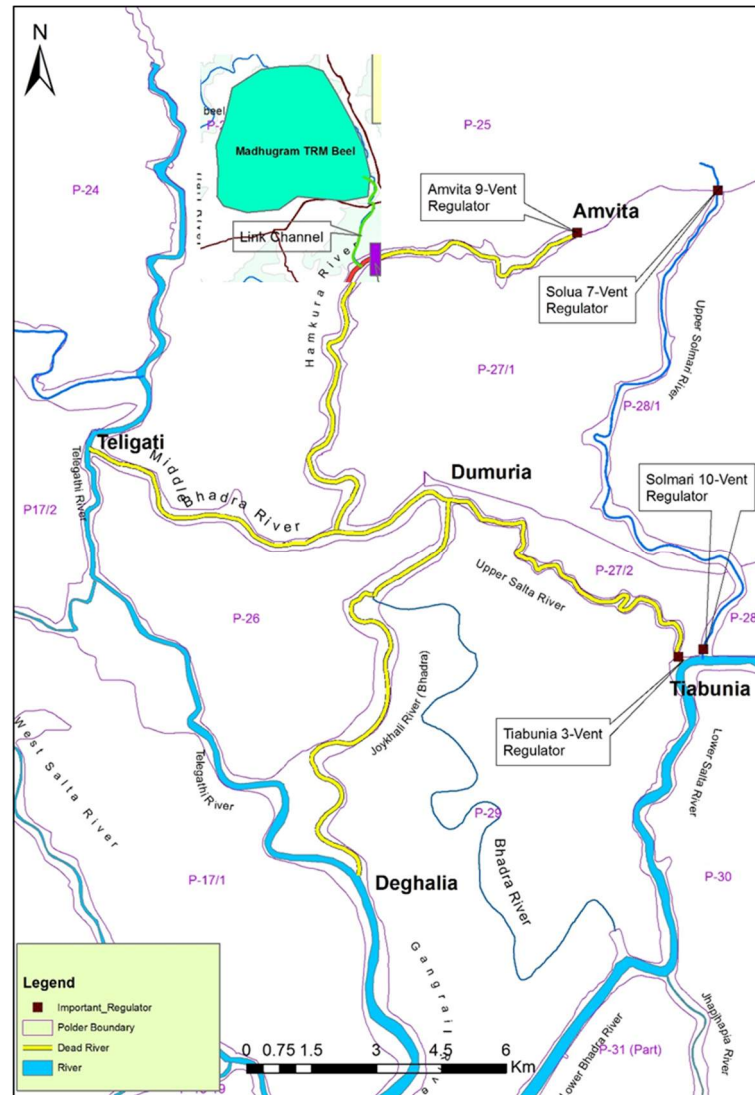 N
beel
P-25
P-24
Madhugram TRM Beel
Amvita 9-Vent
Regulator
Amvita
Link Channel
Hamkura River
Solua 7-Vent
Regulator
Upper Solmari River
P-27/1
P-28/1
Teligati
Telegathi River
Middle
Bhadra River
Dumuria
Solmari 10-Vent
Regulator
P17/2
P-27/2
Upper Salta River
P-26
P-28
Tiabunia
Joykhali River (Bhadra)
Tiabunia 3-Vent
Regulator
Lower Salta River
West Salta River
Telegathi River
P-29
Bhadra River
P-30
P-17/1
Deghalia
Gangrail
Jhapjhapia River
Lower Bhadra River
P-31 (Part)
Legend
Important_Regulator
Polder Boundary
Dead River
River
0 0.75 1.5 3 4.5 6
Km